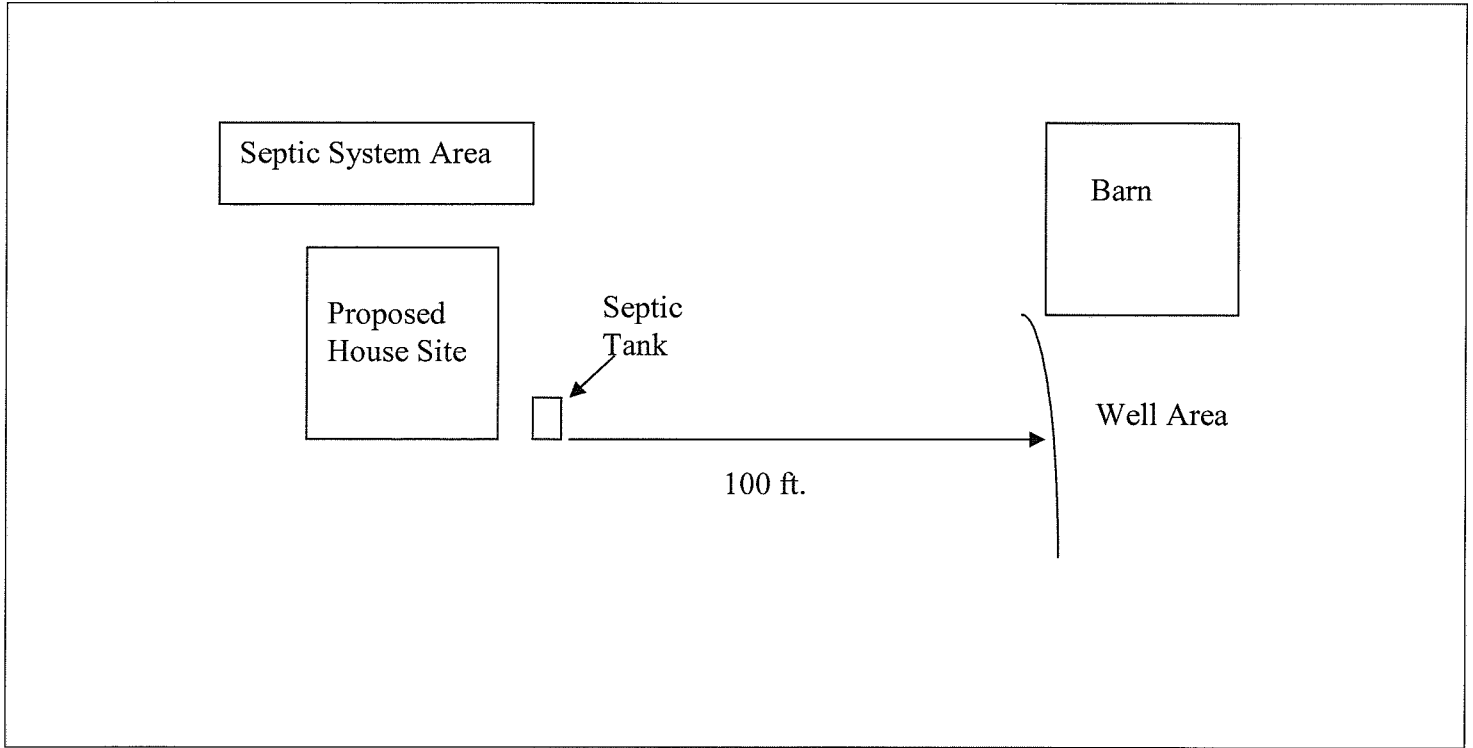 Septic System Area
Barn
Proposed
House Site
Septic
Tank
Well Area
100 ft.